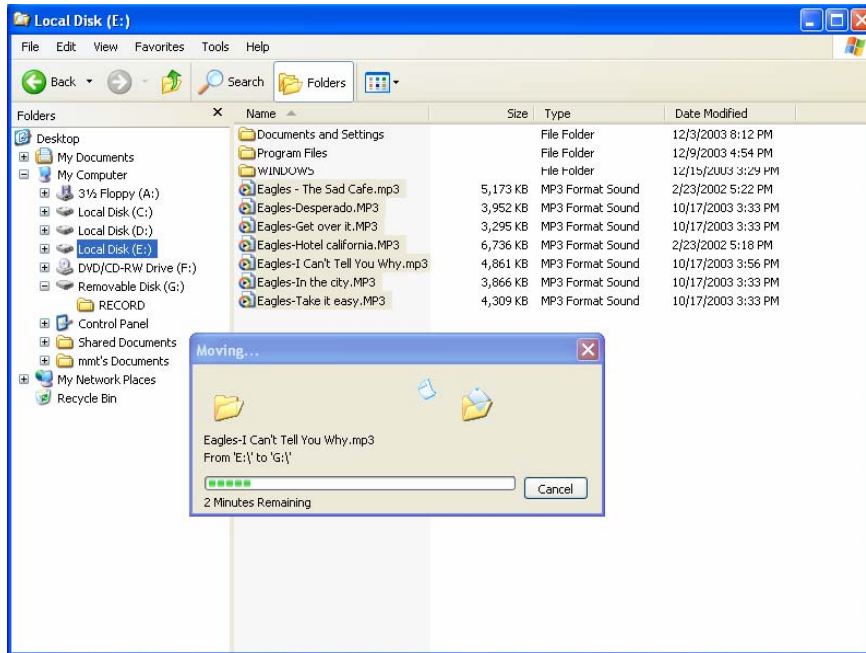 Local Disk (E:)
File Edit View Favorites Tools Help
Back Search Folders
Folders X Name Size Type Date Modified
Desktop
My Documents
My Computer
3½ Floppy (A:)
Local Disk (C:)
Local Disk (D:)
Local Disk (E:)
DVD/CD-RW Drive (F:)
Removable Disk (G:)
RECORD
Control Panel
Shared Documents
mmt's Documents
My Network Places
Recycle Bin
Documents and Settings File Folder 12/3/2003 8:12 PM
Program Files File Folder 12/9/2003 4:54 PM
WINDOWS File Folder 12/15/2003 3:29 PM
Eagles - The Sad Cafe.mp3 5,173 KB MP3 Format Sound 2/23/2002 5:22 PM
Eagles-Desperado.MP3 3,952 KB MP3 Format Sound 10/17/2003 3:33 PM
Eagles-Get over it.MP3 3,295 KB MP3 Format Sound 10/17/2003 3:33 PM
Eagles-Hotel california.MP3 6,736 KB MP3 Format Sound 2/23/2002 5:18 PM
Eagles-I Can't Tell You Why.mp3 4,861 KB MP3 Format Sound 10/17/2003 3:56 PM
Eagles-In the city.MP3 3,866 KB MP3 Format Sound 10/17/2003 3:33 PM
Eagles-Take it easy.MP3 4,309 KB MP3 Format Sound 10/17/2003 3:33 PM
Moving...
Eagles-I Can't Tell You Why.mp3
From 'E:\' to 'G:\'
Cancel
2 Minutes Remaining